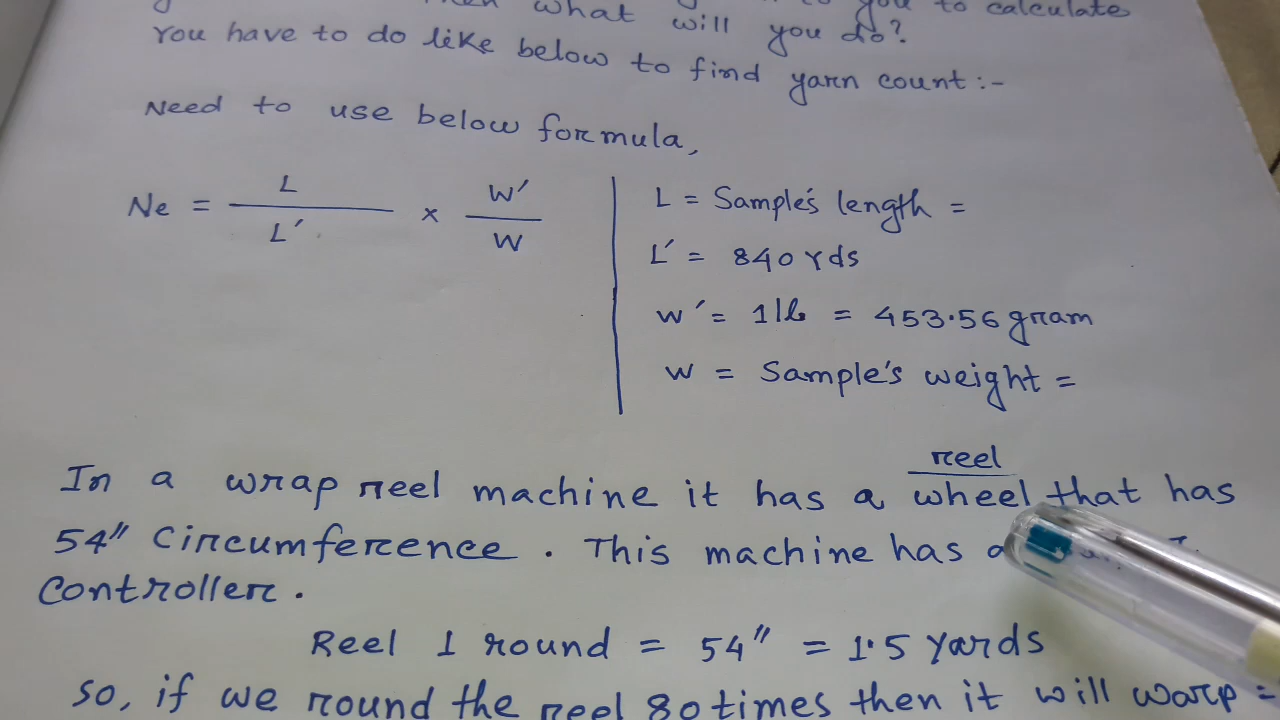 what will you to calculate
You have to do like below to find yarn count :-
you do?
Need to use below formula,
Ne = L / L′ × W′ / W
L = Sample's length =
L′ = 840 Yds
W′ = 1 lb = 453.56 gram
W = Sample's weight =
reel
In a wrap reel machine it has a wheel that has
54″ Circumference . This machine has a
Controller .
Reel 1 round = 54″ = 1.5 Yards
So, if we round the reel 80 times then it will warp =